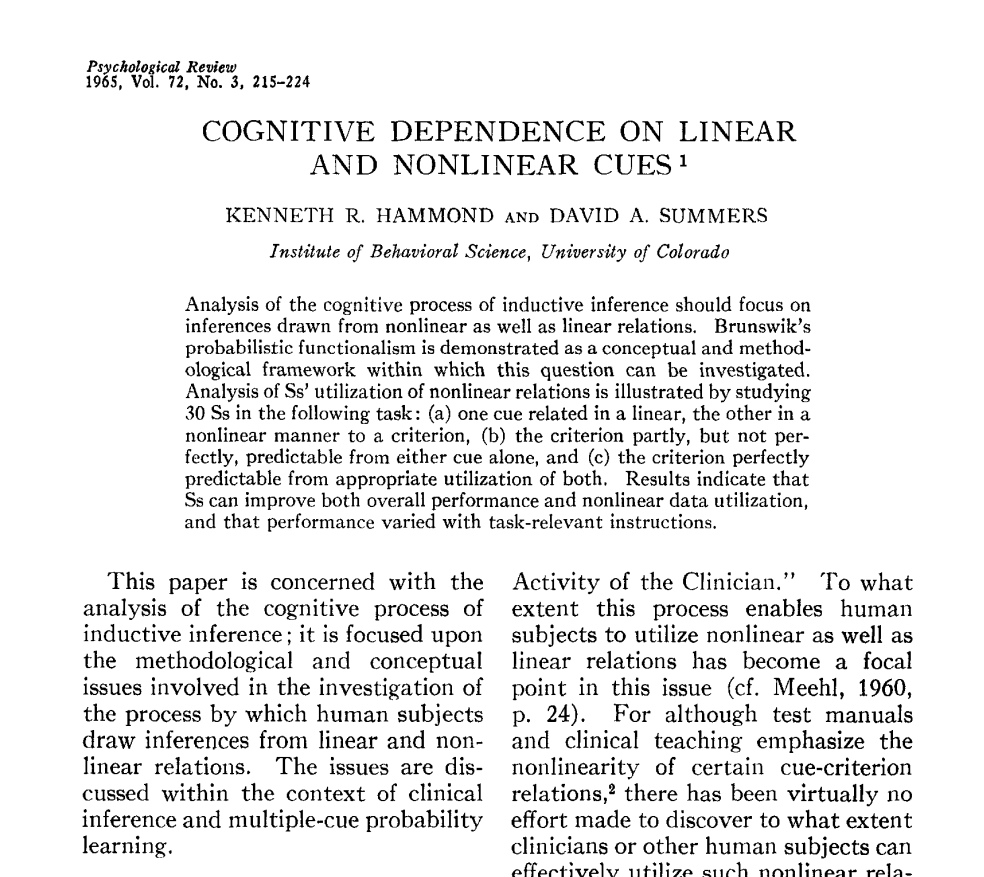 Psychological Review
1965, Vol. 72, No. 3, 215–224
COGNITIVE DEPENDENCE ON LINEAR
AND NONLINEAR CUES ¹
KENNETH R. HAMMOND AND DAVID A. SUMMERS
Institute of Behavioral Science, University of Colorado
Analysis of the cognitive process of inductive inference should focus on
inferences drawn from nonlinear as well as linear relations. Brunswik's
probabilistic functionalism is demonstrated as a conceptual and method-
ological framework within which this question can be investigated.
Analysis of Ss' utilization of nonlinear relations is illustrated by studying
30 Ss in the following task: (a) one cue related in a linear, the other in a
nonlinear manner to a criterion, (b) the criterion partly, but not per-
fectly, predictable from either cue alone, and (c) the criterion perfectly
predictable from appropriate utilization of both. Results indicate that
Ss can improve both overall performance and nonlinear data utilization,
and that performance varied with task-relevant instructions.
This paper is concerned with the
analysis of the cognitive process of
inductive inference; it is focused upon
the methodological and conceptual
issues involved in the investigation of
the process by which human subjects
draw inferences from linear and non-
linear relations. The issues are dis-
cussed within the context of clinical
inference and multiple-cue probability
learning.
Activity of the Clinician." To what
extent this process enables human
subjects to utilize nonlinear as well as
linear relations has become a focal
point in this issue (cf. Meehl, 1960,
p. 24). For although test manuals
and clinical teaching emphasize the
nonlinearity of certain cue-criterion
relations,² there has been virtually no
effort made to discover to what extent
clinicians or other human subjects can
effectively utilize such nonlinear rela-